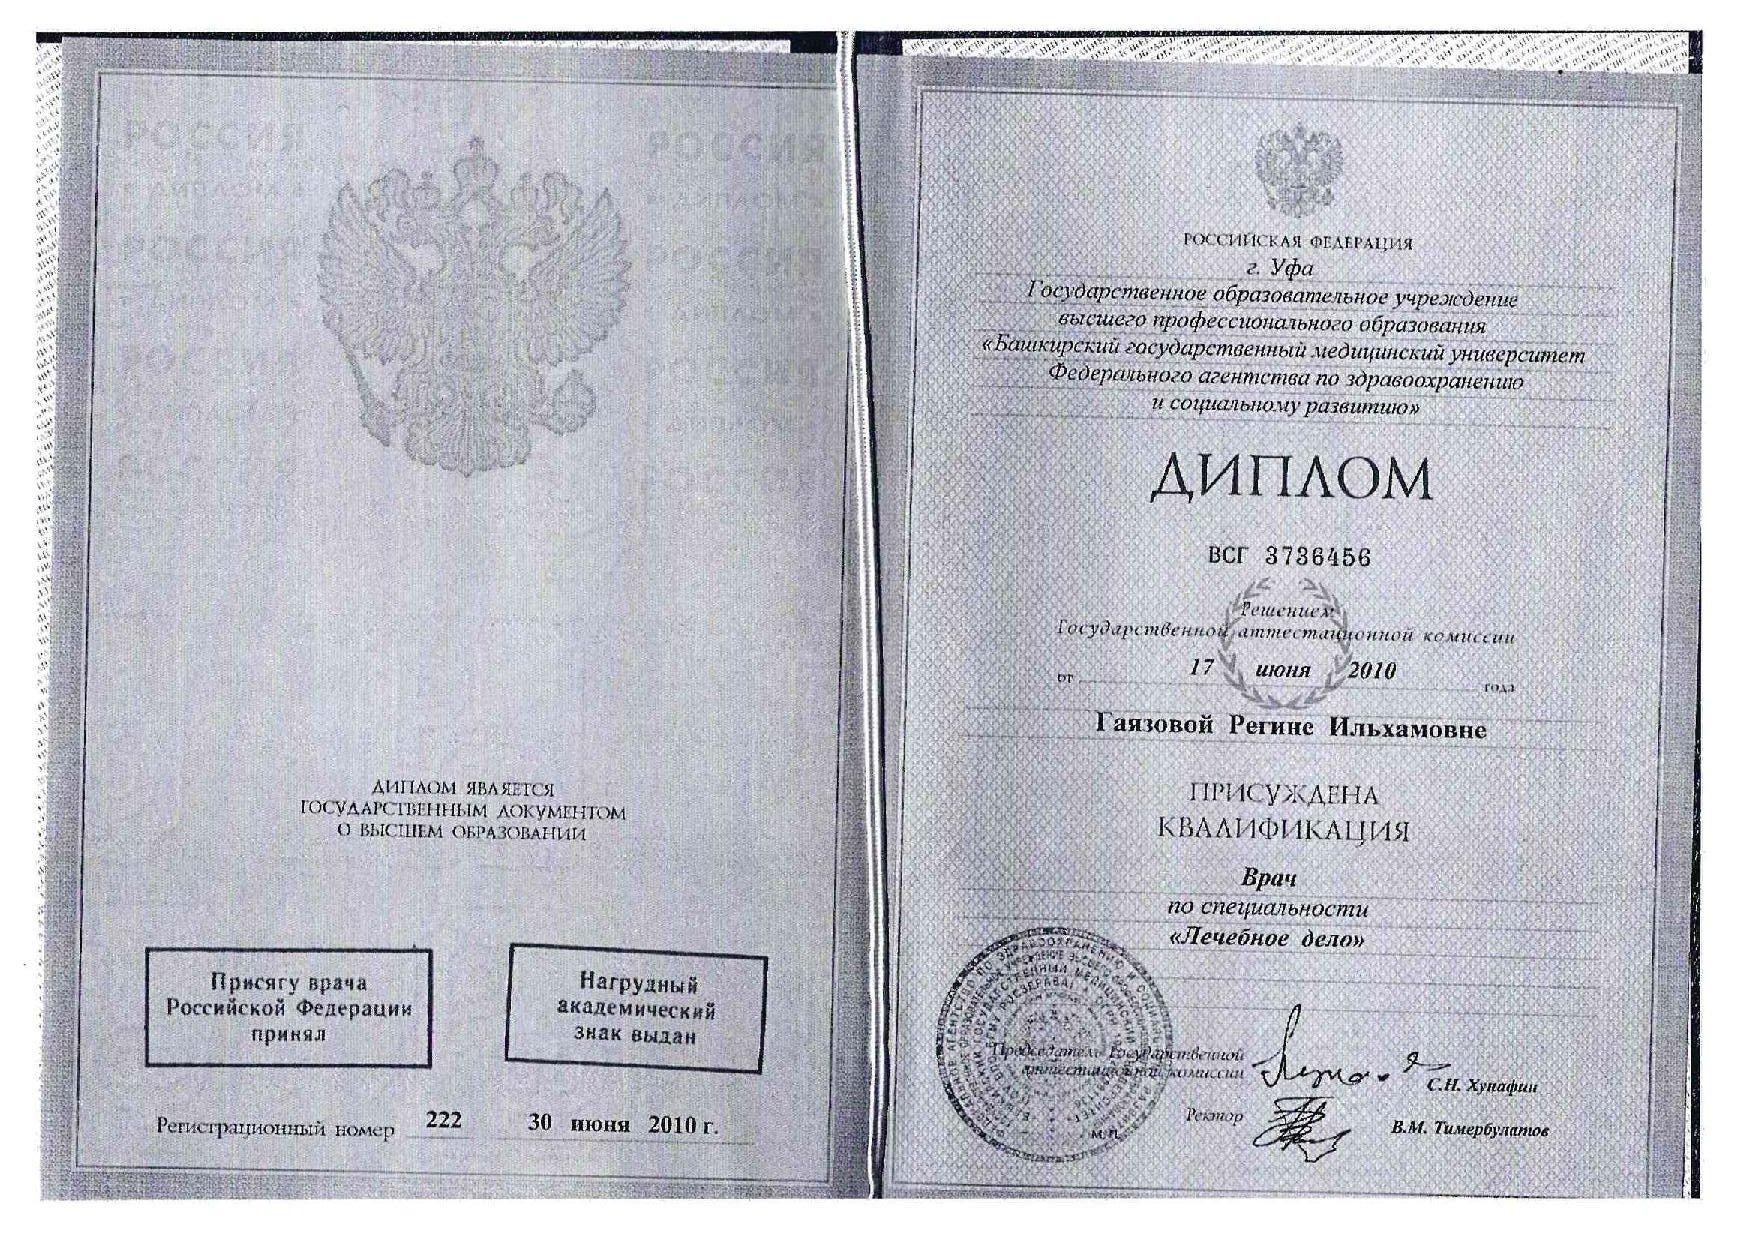 РОССИЯ
РОССИЯ
ДИПЛОМ ЯВЛЯЕТСЯ
ГОСУДАРСТВЕННЫМ ДОКУМЕНТОМ
О ВЫСШЕМ ОБРАЗОВАНИИ
Присягу врача
Российской Федерации
принял
Нагрудный
академический
знак выдан
Регистрационный номер 222 30 июня 2010 г.
РОССИЙСКАЯ ФЕДЕРАЦИЯ
г. Уфа
Государственное образовательное учреждение
высшего профессионального образования
«Башкирский государственный медицинский университет
Федерального агентства по здравоохранению
и социальному развитию»
ДИПЛОМ
ВСГ 3736456
Решением
Государственной аттестационной комиссии
от 17 июня 2010 года
Гаязовой Регине Ильхамовне
ПРИСУЖДЕНА
КВАЛИФИКАЦИЯ
Врач
по специальности
«Лечебное дело»
Председатель Государственной
аттестационной комиссии
С.Н. Хунафин
Ректор
В.М. Тимербулатов
М.П.